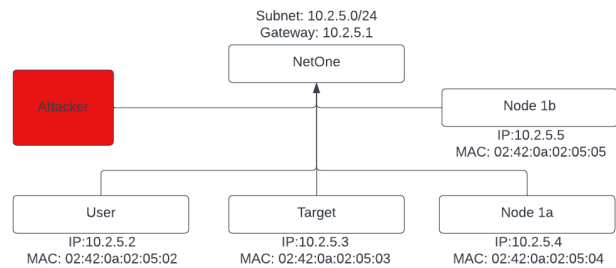 Subnet: 10.2.5.0/24
Gateway: 10.2.5.1
NetOne
Attacker
Node 1b
IP:10.2.5.5
MAC: 02:42:0a:02:05:05
User
Target
Node 1a
IP:10.2.5.2
MAC: 02:42:0a:02:05:02
IP:10.2.5.3
MAC: 02:42:0a:02:05:03
IP:10.2.5.4
MAC: 02:42:0a:02:05:04